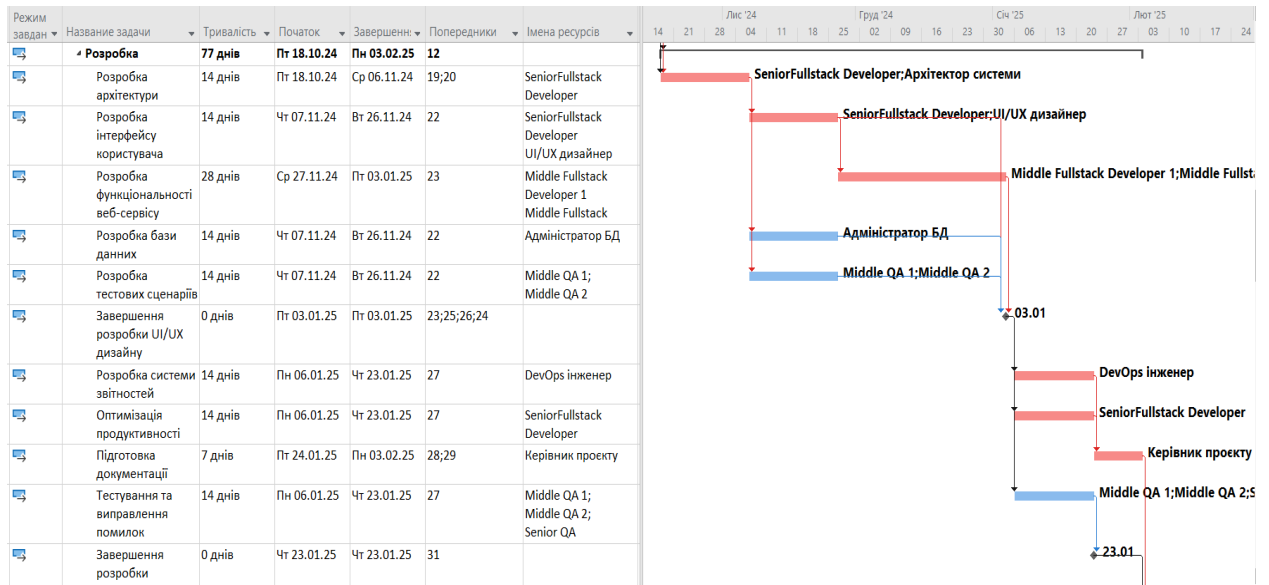 Режим завдан Название задачи Тривалість Початок Завершення: Попередники Імена ресурсів
Розробка 77 днів Пт 18.10.24 Пн 03.02.25 12
Розробка 14 днів Пт 18.10.24 Ср 06.11.24 19;20 SeniorFullstack
архітектури Developer
Розробка 14 днів Чт 07.11.24 Вт 26.11.24 22 SeniorFullstack
інтерфейсу Developer
користувача UI/UX дизайнер
Розробка 28 днів Ср 27.11.24 Пт 03.01.25 23 Middle Fullstack
функціональності Developer 1
веб-сервісу Middle Fullstack
Розробка бази 14 днів Чт 07.11.24 Вт 26.11.24 22 Адміністратор БД
данних
Розробка 14 днів Чт 07.11.24 Вт 26.11.24 22 Middle QA 1;
тестових сценаріїв Middle QA 2
Завершення 0 днів Пт 03.01.25 Пт 03.01.25 23;25;26;24
розробки UI/UX
дизайну
Розробка системи 14 днів Пн 06.01.25 Чт 23.01.25 27 DevOps інженер
звітностей
Оптимізація 14 днів Пн 06.01.25 Чт 23.01.25 27 SeniorFullstack
продуктивності Developer
Підготовка 7 днів Пт 24.01.25 Пн 03.02.25 28;29 Керівник проєкту
документації
Тестування та 14 днів Пн 06.01.25 Чт 23.01.25 27 Middle QA 1;
виправлення Middle QA 2;
помилок Senior QA
Завершення 0 днів Чт 23.01.25 Чт 23.01.25 31
розробки
Лис '24 Груд '24 Січ '25 Лют '25
14 21 28 04 11 18 25 02 09 16 23 30 06 13 20 27 03 10 17 24
SeniorFullstack Developer;Архітектор системи
SeniorFullstack Developer;UI/UX дизайнер
Middle Fullstack Developer 1;Middle Fullsta
Адміністратор БД
Middle QA 1;Middle QA 2
03.01
DevOps інженер
SeniorFullstack Developer
Керівник проєкту
Middle QA 1;Middle QA 2;S
23.01